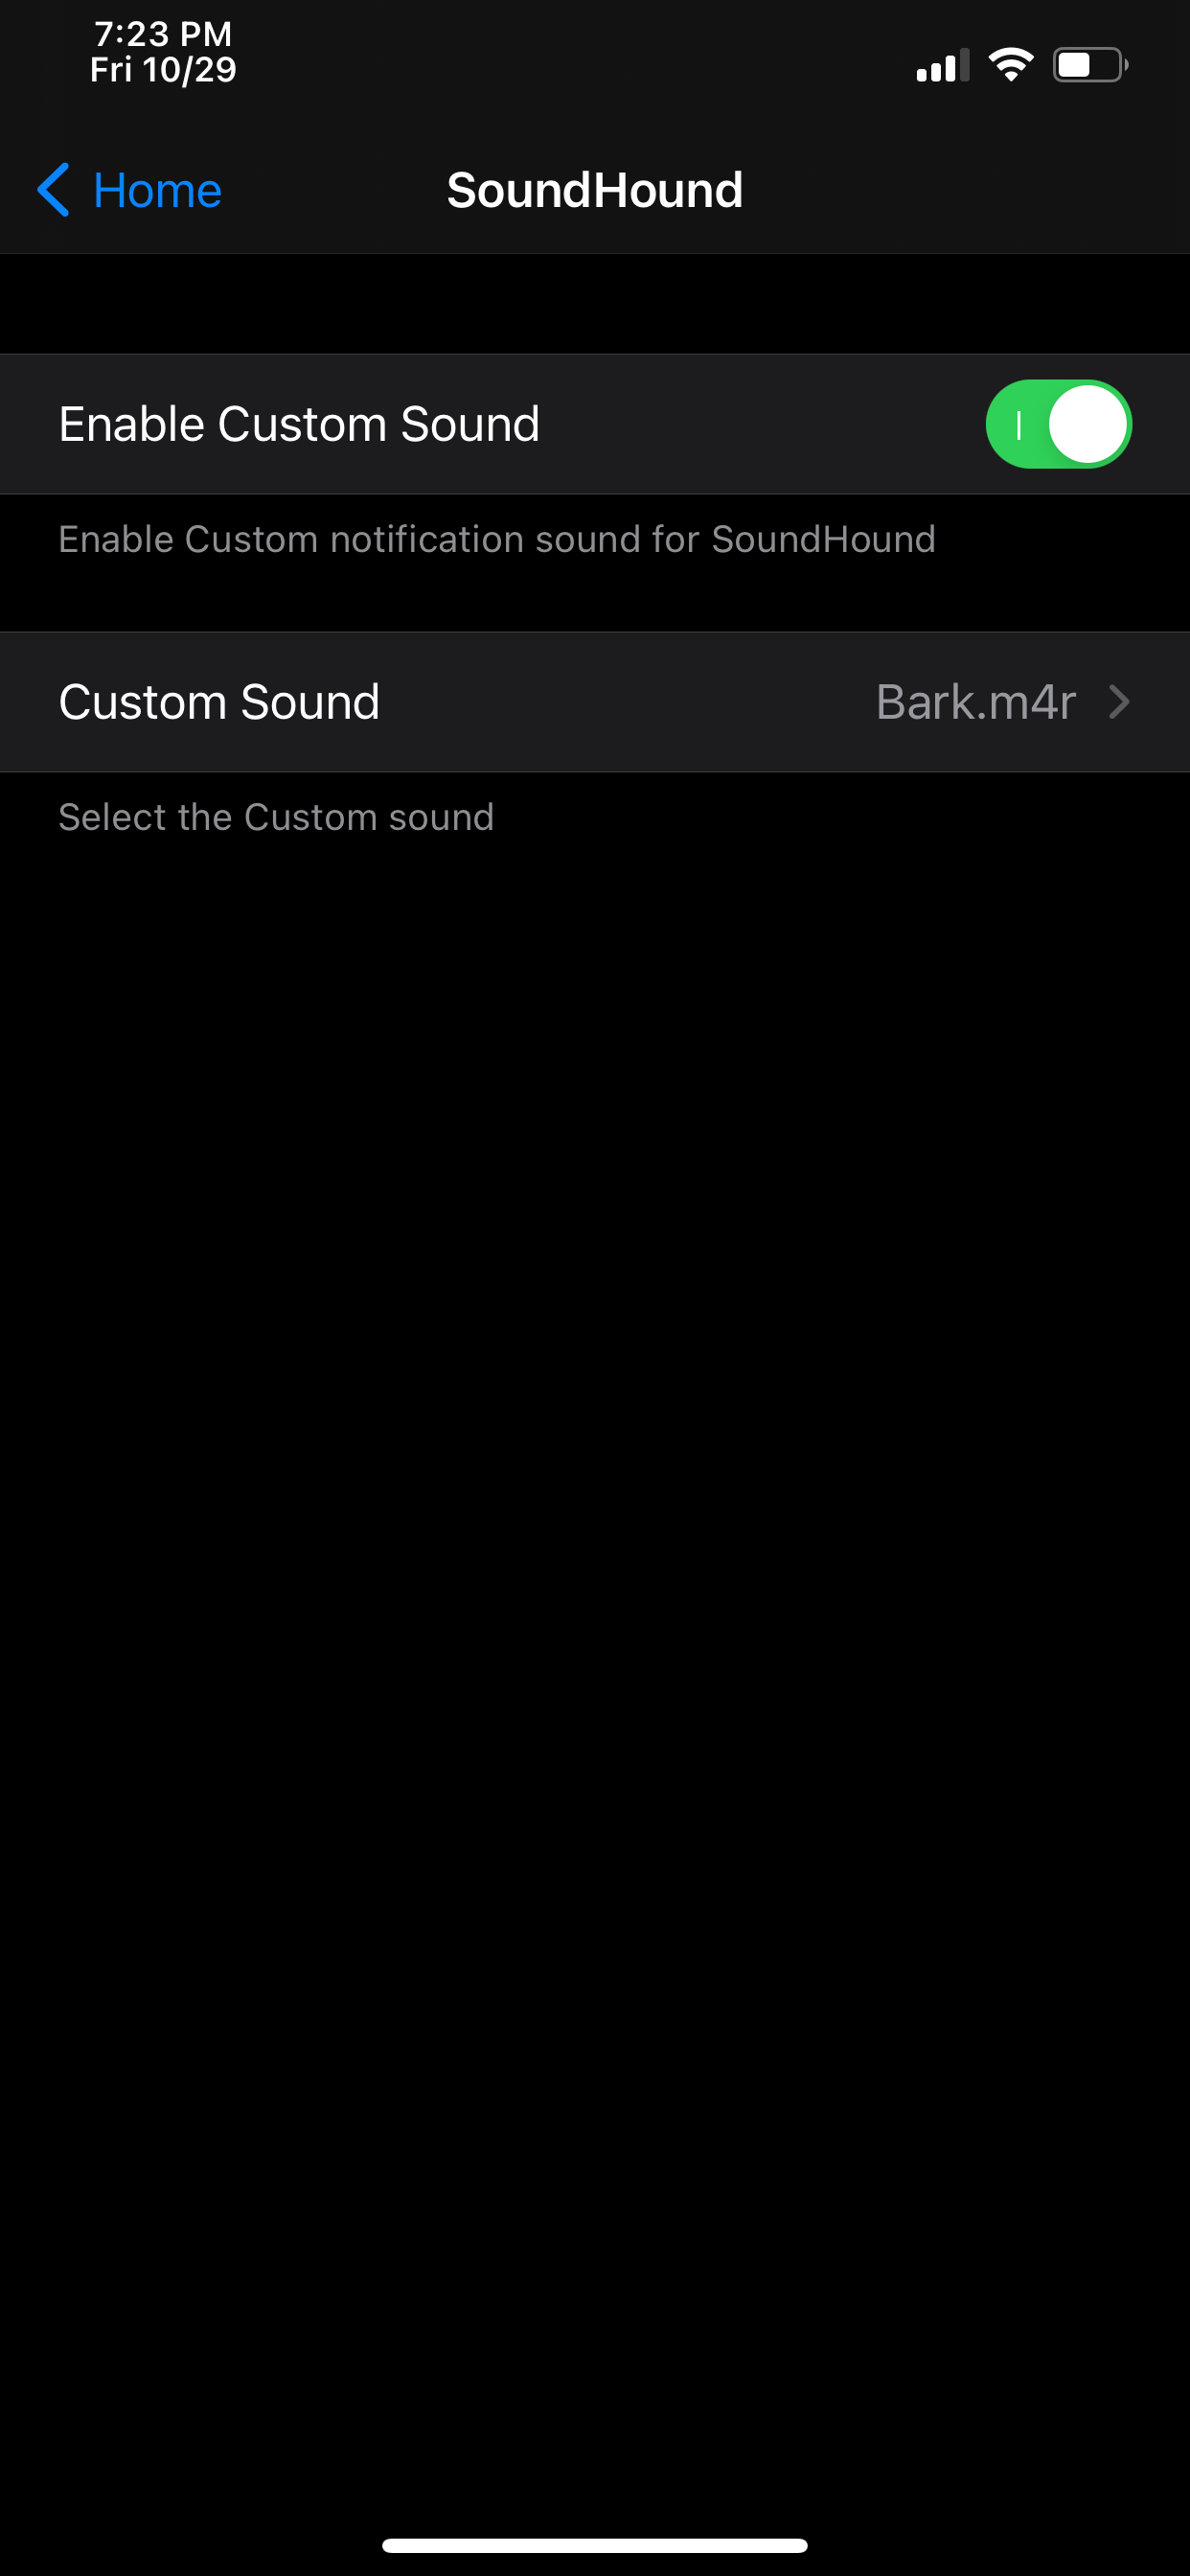 7:23 PM
Fri 10/29
Home
SoundHound
Enable Custom Sound
Enable Custom notification sound for SoundHound
Custom Sound
Bark.m4r
Select the Custom sound